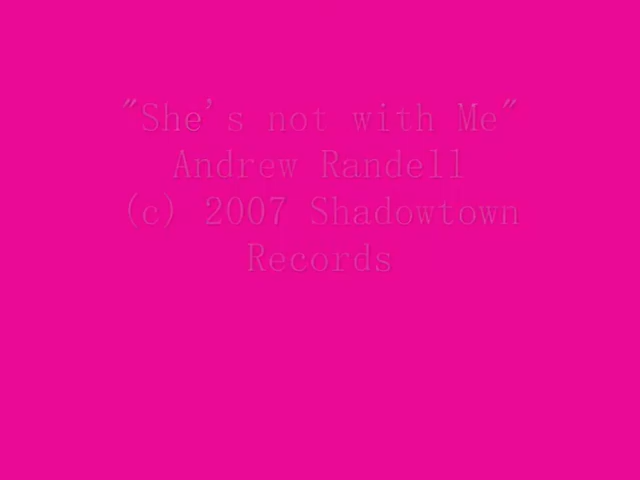 "She's not with Me"
Andrew Randell
(c) 2007 Shadowtown
Records